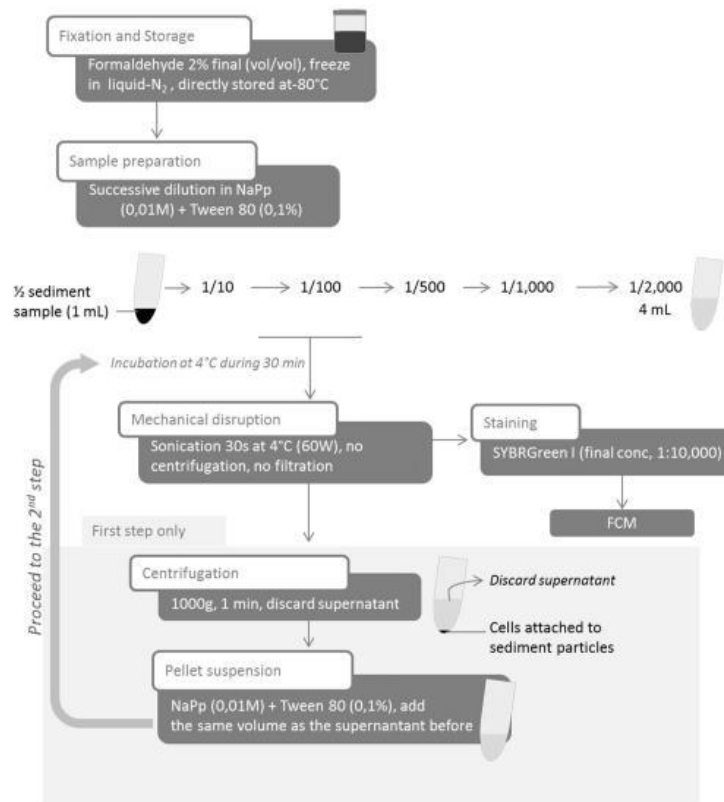 Fixation and Storage
Formaldehyde 2% final (vol/vol), freeze
in liquid-N₂ , directly stored at-80°C
Sample preparation
Successive dilution in NaPp
(0,01M) + Tween 80 (0,1%)
½ sediment
sample (1 mL)
1/10
1/100
1/500
1/1,000
1/2,000
4 mL
Incubation at 4°C during 30 min
Mechanical disruption
Sonication 30s at 4°C (60W), no
centrifugation, no filtration
Staining
SYBRGreen I (final conc, 1:10,000)
FCM
Proceed to the 2nd step
First step only
Centrifugation
1000g, 1 min, discard supernatant
Discard supernatant
Cells attached to
sediment particles
Pellet suspension
NaPp (0,01M) + Tween 80 (0,1%), add
the same volume as the supernantant before